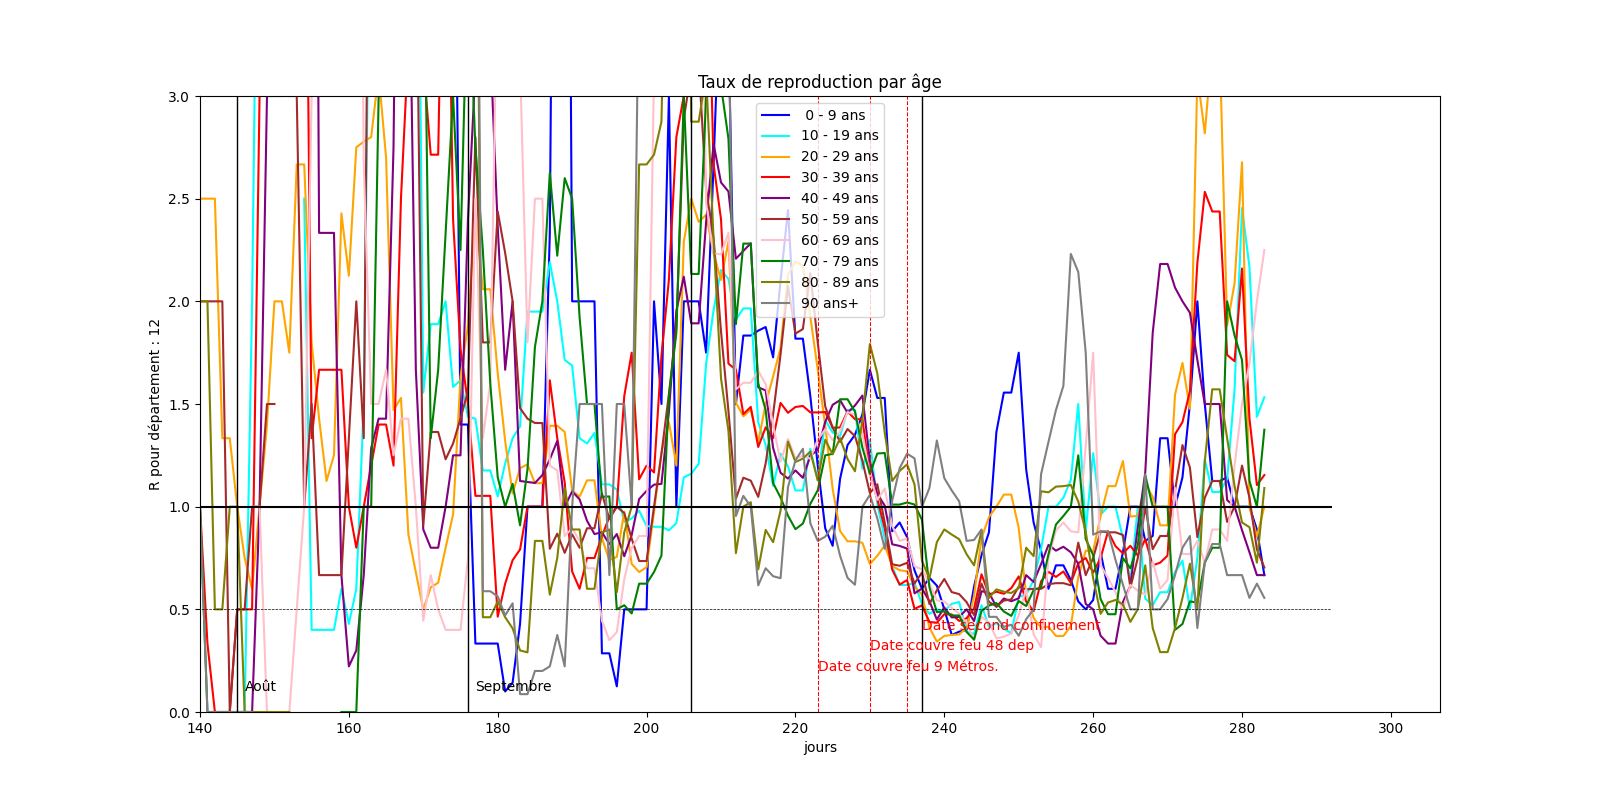 Taux de reproduction par âge
R pour département : 12
3.0
2.5
2.0
1.5
1.0
0.5
0.0
0 - 9 ans
10 - 19 ans
20 - 29 ans
30 - 39 ans
40 - 49 ans
50 - 59 ans
60 - 69 ans
70 - 79 ans
80 - 89 ans
90 ans+
Date second confinement
Date couvre feu 48 dep
Date couvre feu 9 Métros.
Août
Septembre
140
160
180
200
220
240
260
280
300
jours